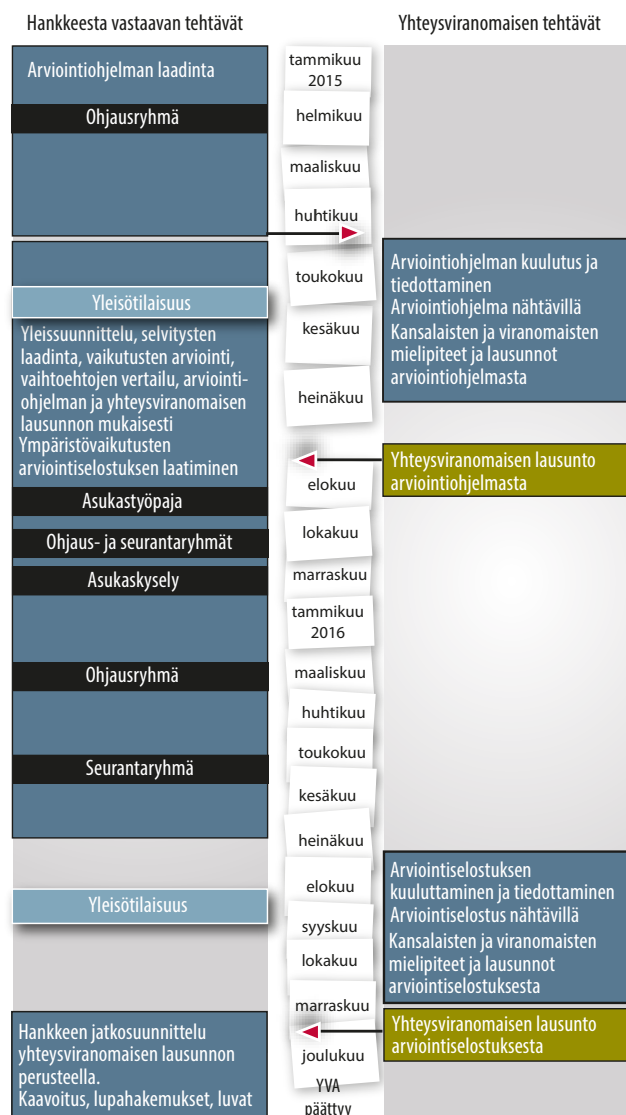 Hankkeesta vastaavan tehtävät
Arviointiohjelman laadinta
Ohjausryhmä
Yleisötilaisuus
Yleissuunnittelu, selvitysten
laadinta, vaikutusten arviointi,
vaihtoehtojen vertailu, arviointi-
ohjelman ja yhteysviranomaisen
lausunnon mukaisesti
Ympäristövaikutusten
arviointiselostuksen laatiminen
Asukastyöpaja
Ohjaus- ja seurantaryhmät
Asukaskysely
Ohjausryhmä
Seurantaryhmä
Yleisötilaisuus
Hankkeen jatkosuunnittelu
yhteysviranomaisen lausunnon
perusteella.
Kaavoitus, lupahakemukset, luvat
tammikuu
2015
helmikuu
maaliskuu
huhtikuu
toukokuu
kesäkuu
heinäkuu
elokuu
lokakuu
marraskuu
tammikuu
2016
maaliskuu
huhtikuu
toukokuu
kesäkuu
heinäkuu
elokuu
syyskuu
lokakuu
marraskuu
joulukuu
YVA
päättyy
Yhteysviranomaisen tehtävät
Arviointiohjelman kuulutus ja
tiedottaminen
Arviointiohjelma nähtävillä
Kansalaisten ja viranomaisten
mielipiteet ja lausunnot
arviointiohjelmasta
Yhteysviranomaisen lausunto
arviointiohjelmasta
Arviointiselostuksen
kuuluttaminen ja tiedottaminen
Arviointiselostus nähtävillä
Kansalaisten ja viranomaisten
mielipiteet ja lausunnot
arviointiselostuksesta
Yhteysviranomaisen lausunto
arviointiselostuksesta